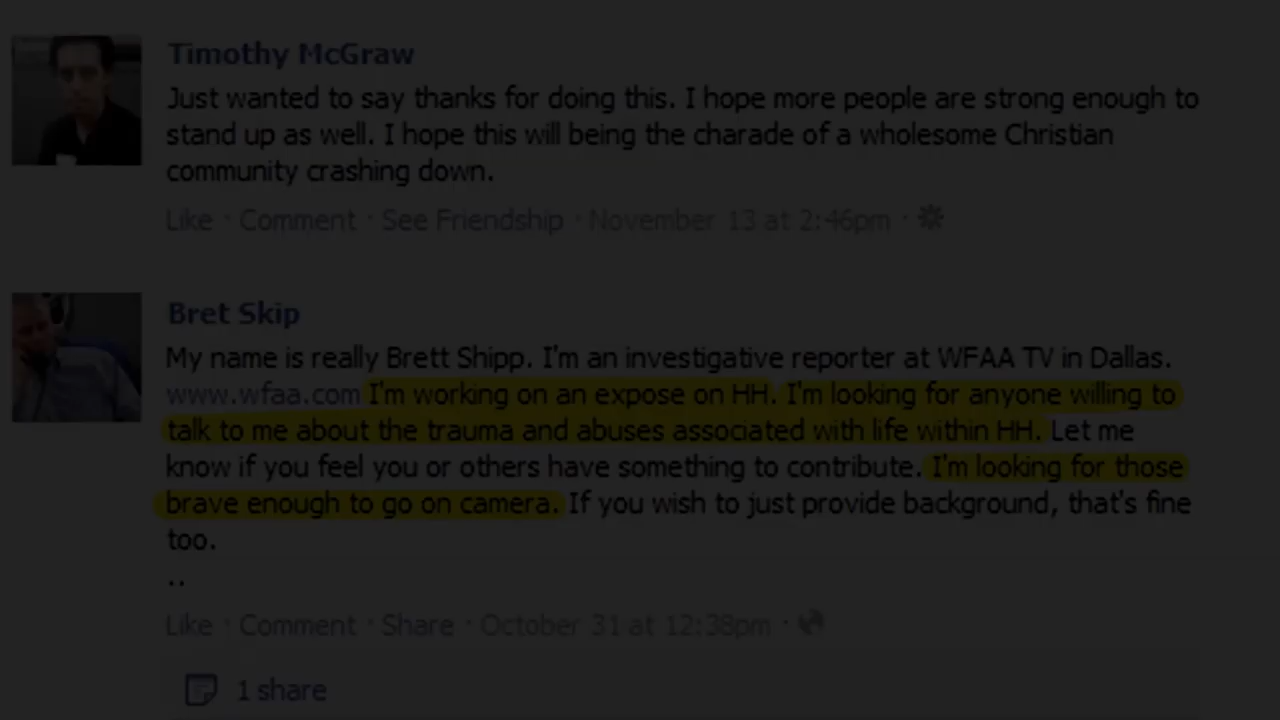 Timothy McGraw
Just wanted to say thanks for doing this. I hope more people are strong enough to
stand up as well. I hope this will being the charade of a wholesome Christian
community crashing down.
Like · Comment · See Friendship · November 13 at 2:46pm ·
Bret Skip
My name is really Brett Shipp. I'm an investigative reporter at WFAA TV in Dallas.
www.wfaa.com I'm working on an expose on HH. I'm looking for anyone willing to
talk to me about the trauma and abuses associated with life within HH. Let me
know if you feel you or others have something to contribute. I'm looking for those
brave enough to go on camera. If you wish to just provide background, that's fine
too.
..
Like · Comment · Share · October 31 at 12:38pm ·
1 share